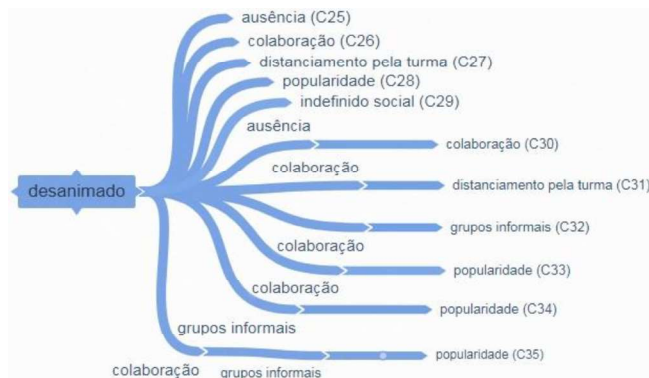 ausência (C25)
colaboração (C26)
distanciamento pela turma (C27)
popularidade (C28)
indefinido social (C29)
ausência
colaboração (C30)
colaboração
desanimado
distanciamento pela turma (C31)
grupos informais (C32)
colaboração
popularidade (C33)
colaboração
popularidade (C34)
grupos informais
popularidade (C35)
colaboração
grupos informais